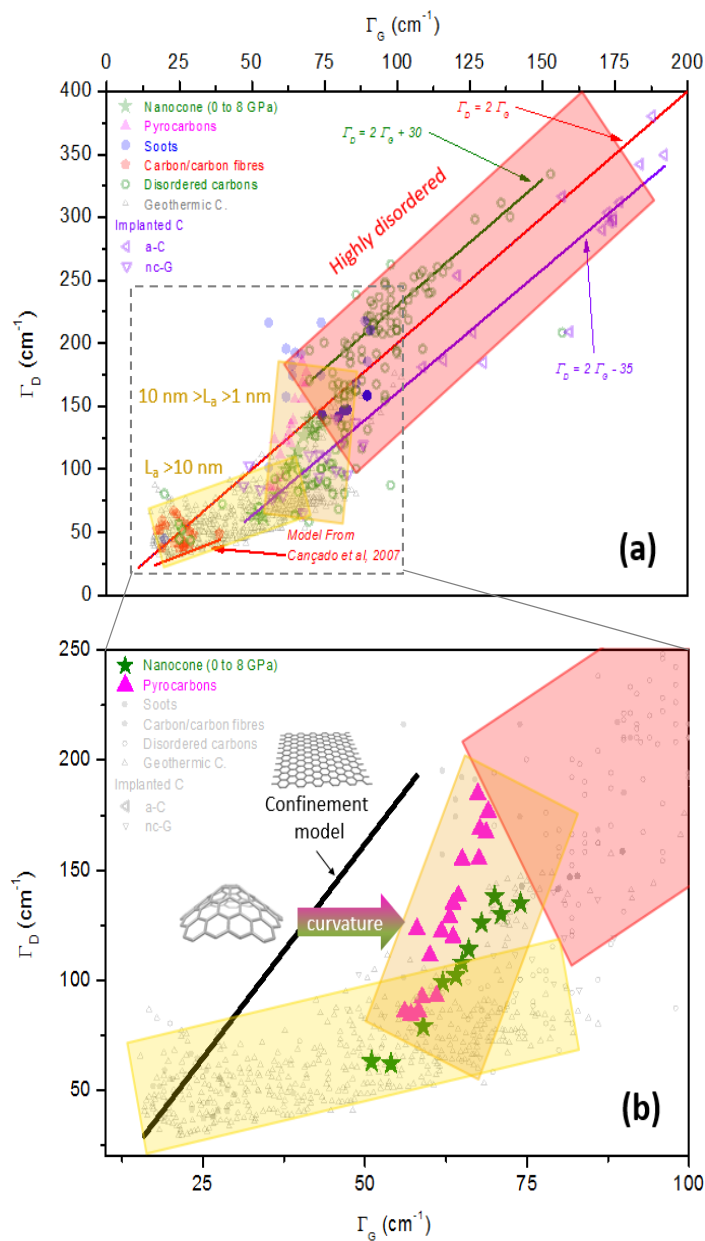 Γ_G (cm⁻¹)
0 25 50 75 100 125 150 175 200
400
350
300
250
200
150
100
50
0
Γ_D (cm⁻¹)
Nanocone (0 to 8 GPa)
Pyrocarbons
Soots
Carbon/carbon fibres
Disordered carbons
Geothermic C.
Implanted C
a-C
nc-G
Γ_D = 2 Γ_G + 30
Γ_D = 2 Γ_G
Highly disordered
Γ_D = 2 Γ_G - 35
10 nm >L_a > 1 nm
L_a >10 nm
Model From
Cançado et al, 2007
(a)
250
200
150
100
50
Γ_D (cm⁻¹)
Nanocone (0 to 8 GPa)
Pyrocarbons
Soots
Carbon/carbon fibres
Disordered carbons
Geothermic C.
Implanted C
a-C
nc-G
Confinement
model
curvature
(b)
25 50 75 100
Γ_G (cm⁻¹)